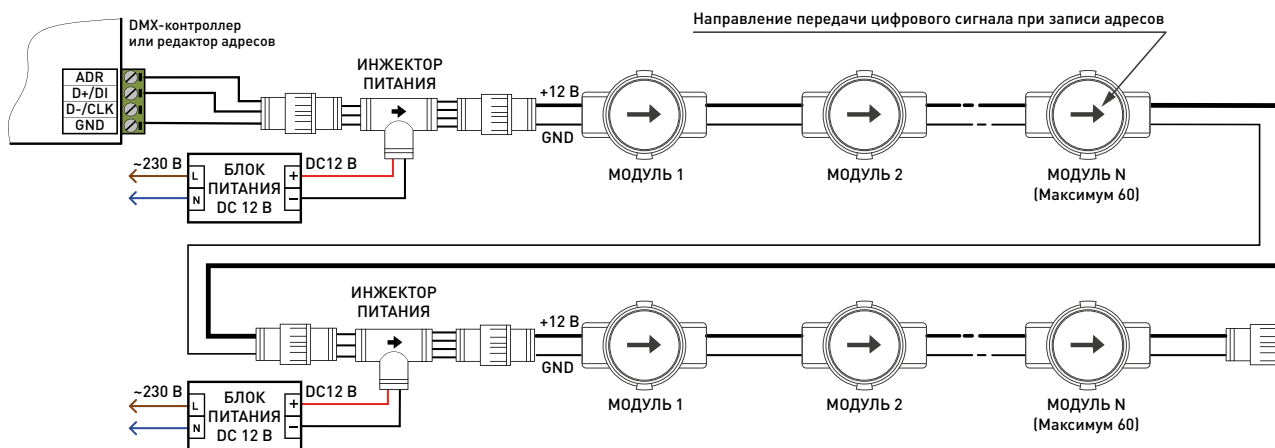 DMX-контроллер
или редактор адресов
Направление передачи цифрового сигнала при записи адресов
ADR
D+/DI
D-/CLK
GND
ИНЖЕКТОР
ПИТАНИЯ
+12 В
GND
~230 В
L
N
БЛОК
ПИТАНИЯ
DC 12 В
+
−
DC12 В
МОДУЛЬ 1
МОДУЛЬ 2
МОДУЛЬ N
(Максимум 60)
ИНЖЕКТОР
ПИТАНИЯ
+12 В
GND
~230 В
L
N
БЛОК
ПИТАНИЯ
DC 12 В
+
−
DC12 В
МОДУЛЬ 1
МОДУЛЬ 2
МОДУЛЬ N
(Максимум 60)